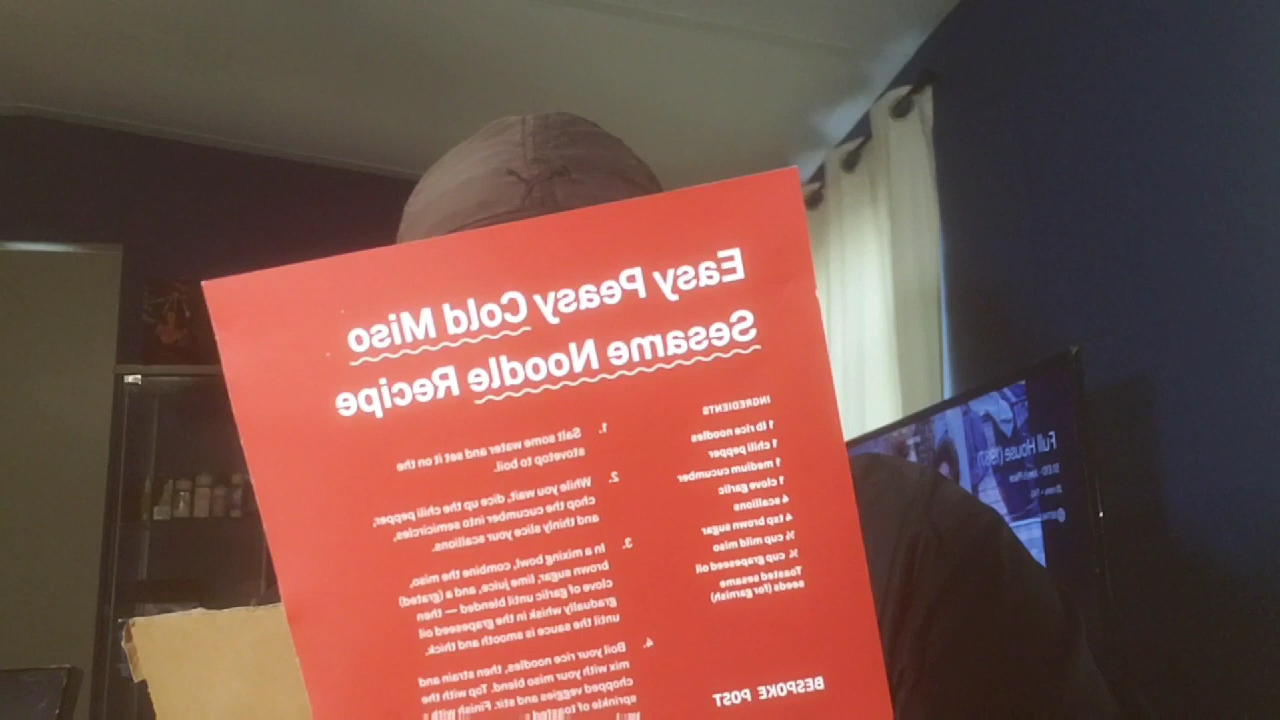 Easy Peasy Cold Miso
Sesame Noodle Recipe
INGREDIENTS
1 lb rice noodles
1 chili pepper
1 medium cucumber
1 clove garlic
4 scallions
4 tsp brown sugar
cup mild miso
cup grapeseed oil
Toasted sesame
seeds (for garnish)
BESPOKE POST
1. Salt some water and set it on the
stovetop to boil.
2. While you wait, dice up the chili pepper,
chop the cucumber into semicircles,
and thinly slice your scallions.
3. In a mixing bowl, combine the miso,
brown sugar, lime juice, and a (grated)
clove of garlic until blended — then
gradually whisk in the grapeseed oil
until the sauce is smooth and thick.
4. Boil your rice noodles, then strain and
mix with your miso blend. Top with the
chopped veggies and stir. Finish with
sprinkle of toasted
Full House (1987)